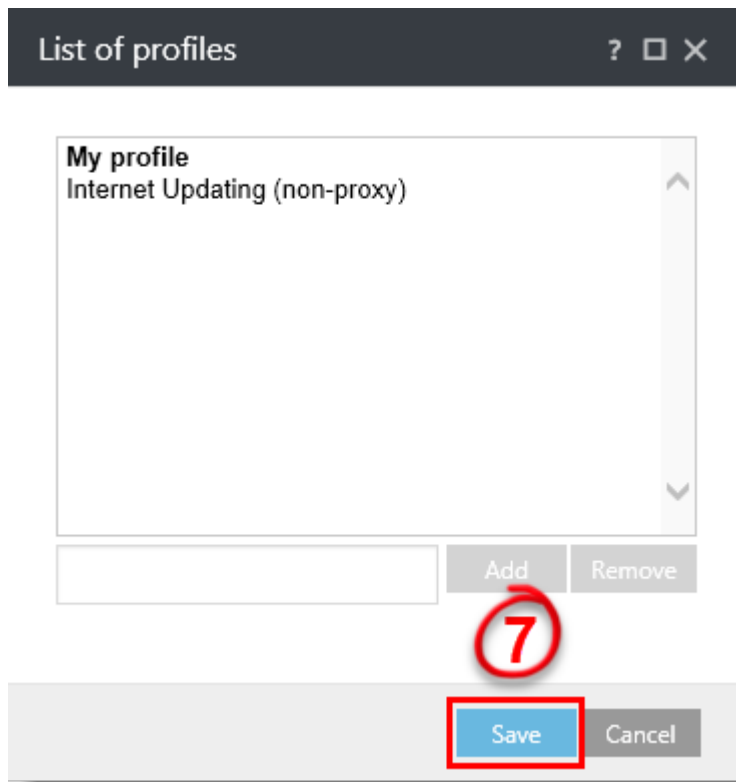 List of profiles ?
My profile
Internet Updating (non-proxy)
Add Remove
7
Save Cancel